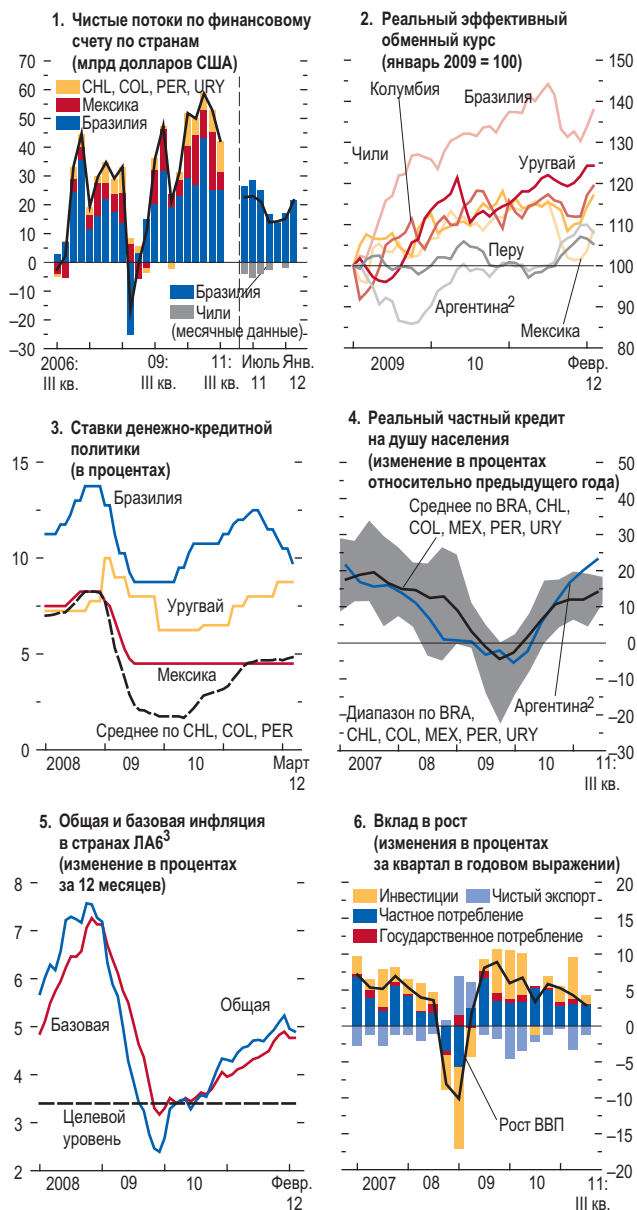 1. Чистые потоки по финансовому
счету по странам
(млрд долларов США)
70
60
50
40
30
20
10
0
–10
–20
–30
CHL, COL, PER, URY
Мексика
Бразилия
Бразилия
Чили
(месячные данные)
2006:
III кв.
09:
III кв.
11:
III кв.
Июль
11
Янв.
12
2. Реальный эффективный
обменный курс
(январь 2009 = 100)
150
140
130
120
110
100
90
80
Колумбия
Бразилия
Чили
Уругвай
Перу
Аргентина2
Мексика
2009
10
Февр.
12
3. Ставки денежно-кредитной
политики
(в процентах)
15
10
5
0
Бразилия
Уругвай
Мексика
Среднее по CHL, COL, PER
2008
09
10
Март
12
4. Реальный частный кредит
на душу населения
(изменение в процентах
относительно предыдущего года)
50
40
30
20
10
0
–10
–20
–30
Среднее по BRA, CHL,
COL, MEX, PER, URY
Аргентина2
Диапазон по BRA,
CHL, COL, MEX, PER, URY
2007
08
09
10
11:
III кв.
5. Общая и базовая инфляция
в странах ЛА63
(изменение в процентах
за 12 месяцев)
8
7
6
5
4
3
2
Базовая
Общая
Целевой
уровень
2008
09
10
Февр.
12
6. Вклад в рост
(изменения в процентах
за квартал в годовом выражении)
20
15
10
5
0
–5
–10
–15
–20
Инвестиции
Чистый экспорт
Частное потребление
Государственное потребление
Рост ВВП
2007
08
09
10
11:
III кв.